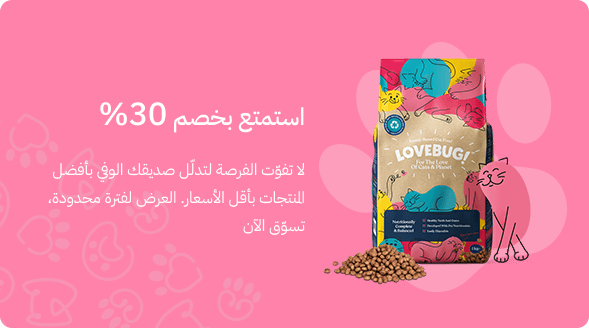 استمتع بخصم 30%
لا تفوّت الفرصة لتدلّل صديقك الوفي بأفضل
المنتجات بأقل الأسعار. العرض لفترة محدودة،
تسوّق الآن
LOVEBUG!
For The Love
Of Cats & Planet
Nutritionally
Complete
& Balanced